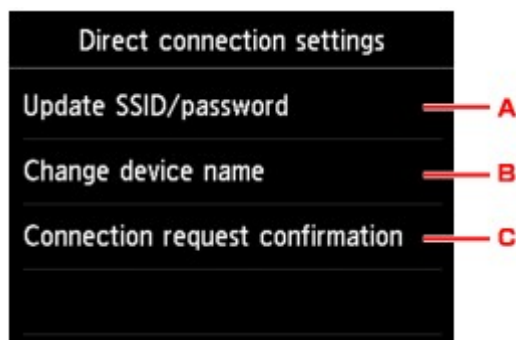 Direct connection settings
Update SSID/password A
Change device name B
Connection request confirmation C